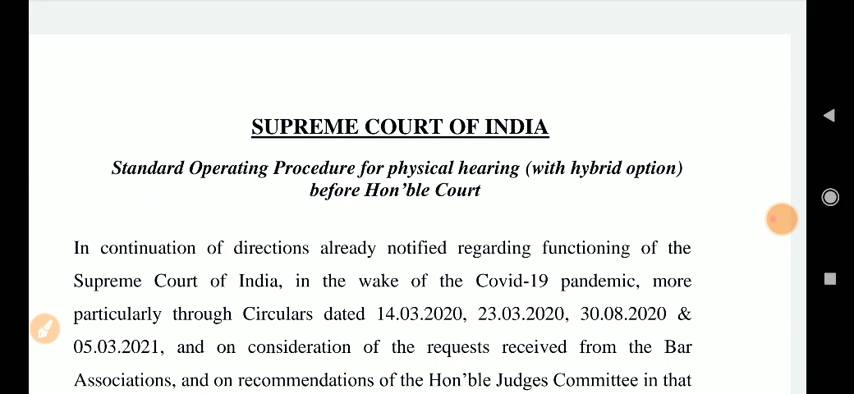 SUPREME COURT OF INDIA
Standard Operating Procedure for physical hearing (with hybrid option)
before Hon’ble Court
In continuation of directions already notified regarding functioning of the
Supreme Court of India, in the wake of the Covid-19 pandemic, more
particularly through Circulars dated 14.03.2020, 23.03.2020, 30.08.2020 &
05.03.2021, and on consideration of the requests received from the Bar
Associations, and on recommendations of the Hon’ble Judges Committee in that